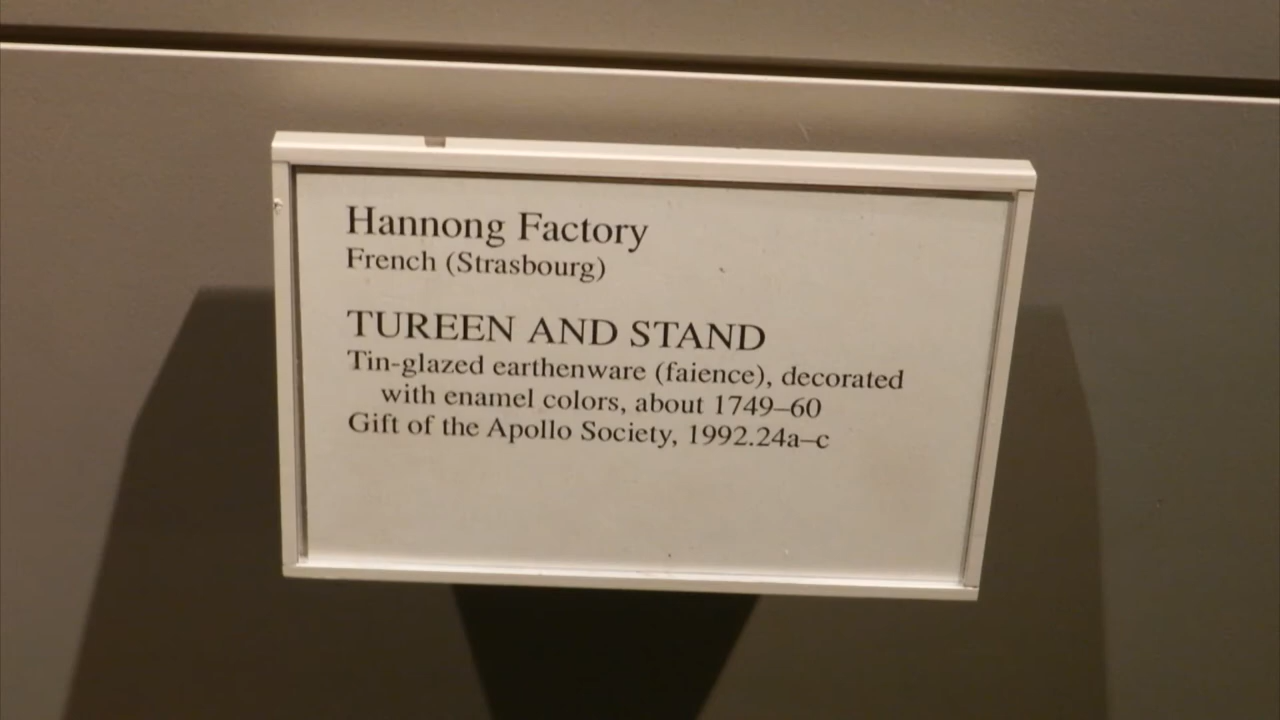 Hannong Factory
French (Strasbourg)
TUREEN AND STAND
Tin-glazed earthenware (faience), decorated
with enamel colors, about 1749–60
Gift of the Apollo Society, 1992.24a–c